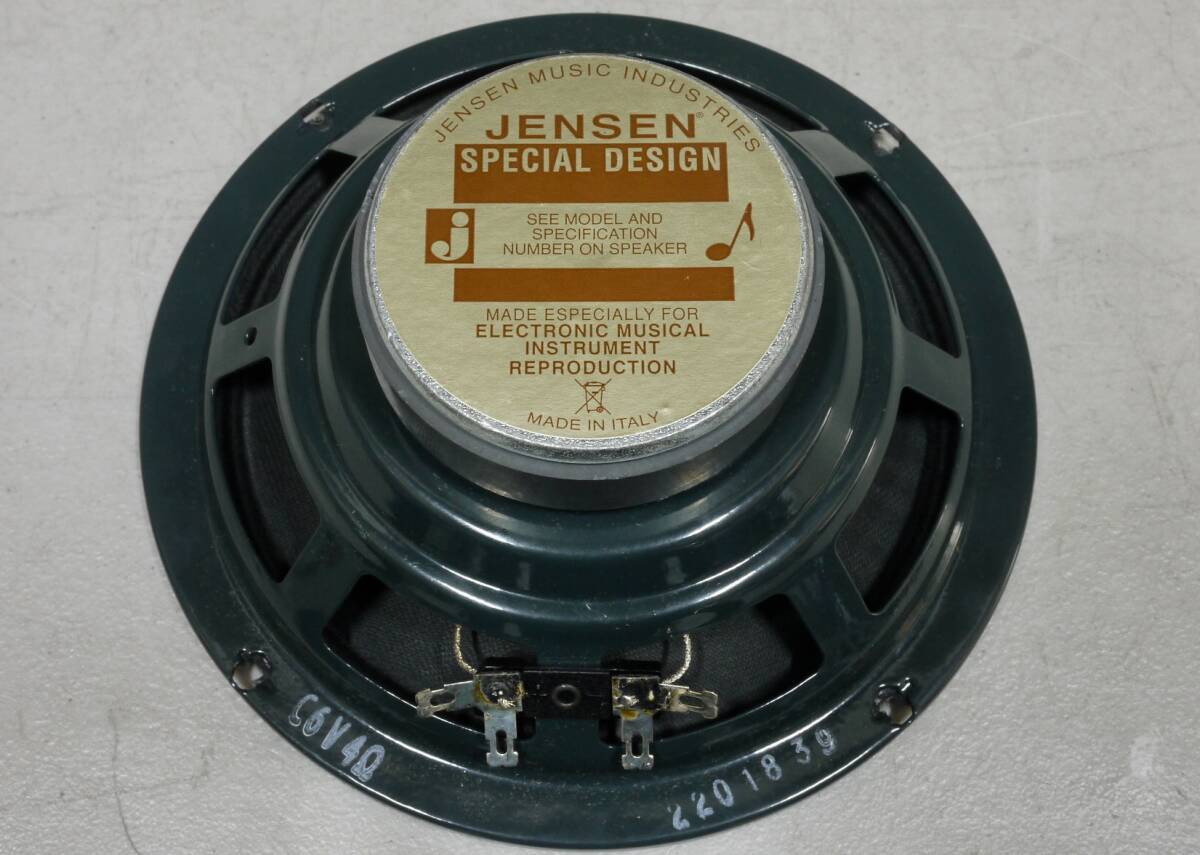 JENSEN MUSIC INDUSTRIES
JENSEN®
SPECIAL DESIGN
j
SEE MODEL AND
SPECIFICATION
NUMBER ON SPEAKER
MADE ESPECIALLY FOR
ELECTRONIC MUSICAL
INSTRUMENT
REPRODUCTION
MADE IN ITALY
C6V4Ω
2201839